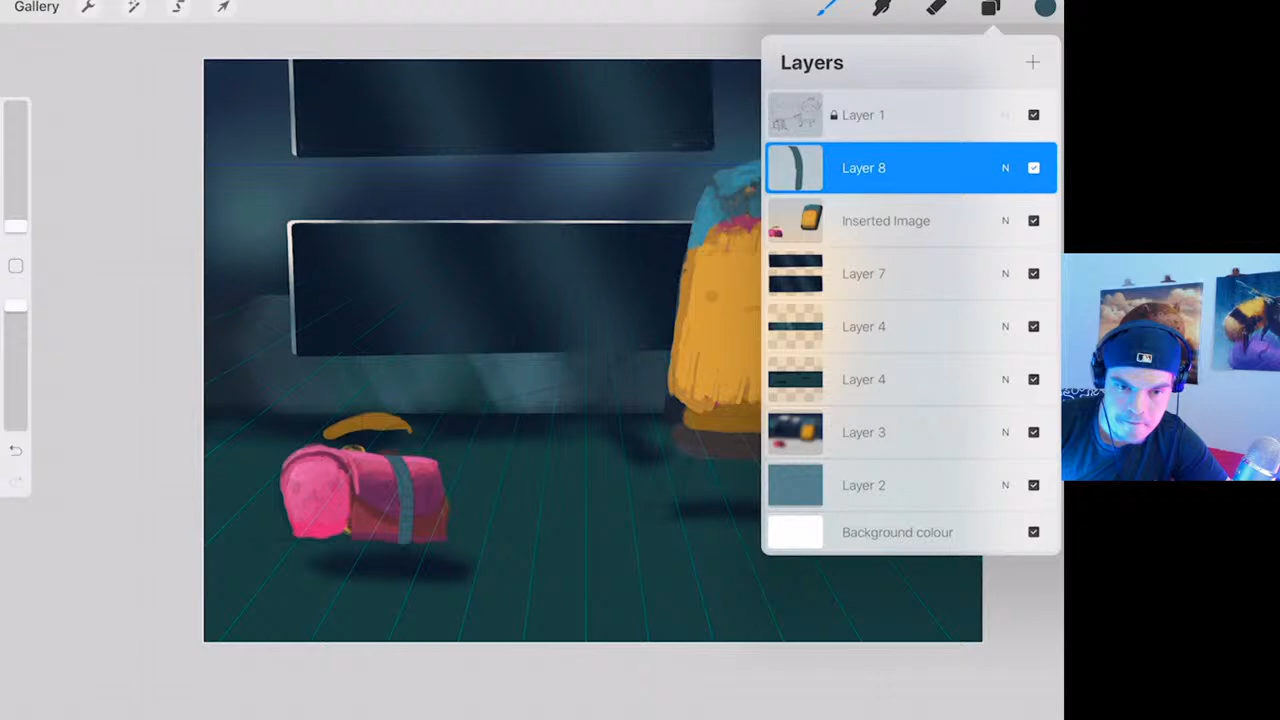 Gallery
Layers
Layer 1
Layer 8 N
Inserted Image N
Layer 7 N
Layer 4 N
Layer 4 N
Layer 3 N
Layer 2 N
Background colour